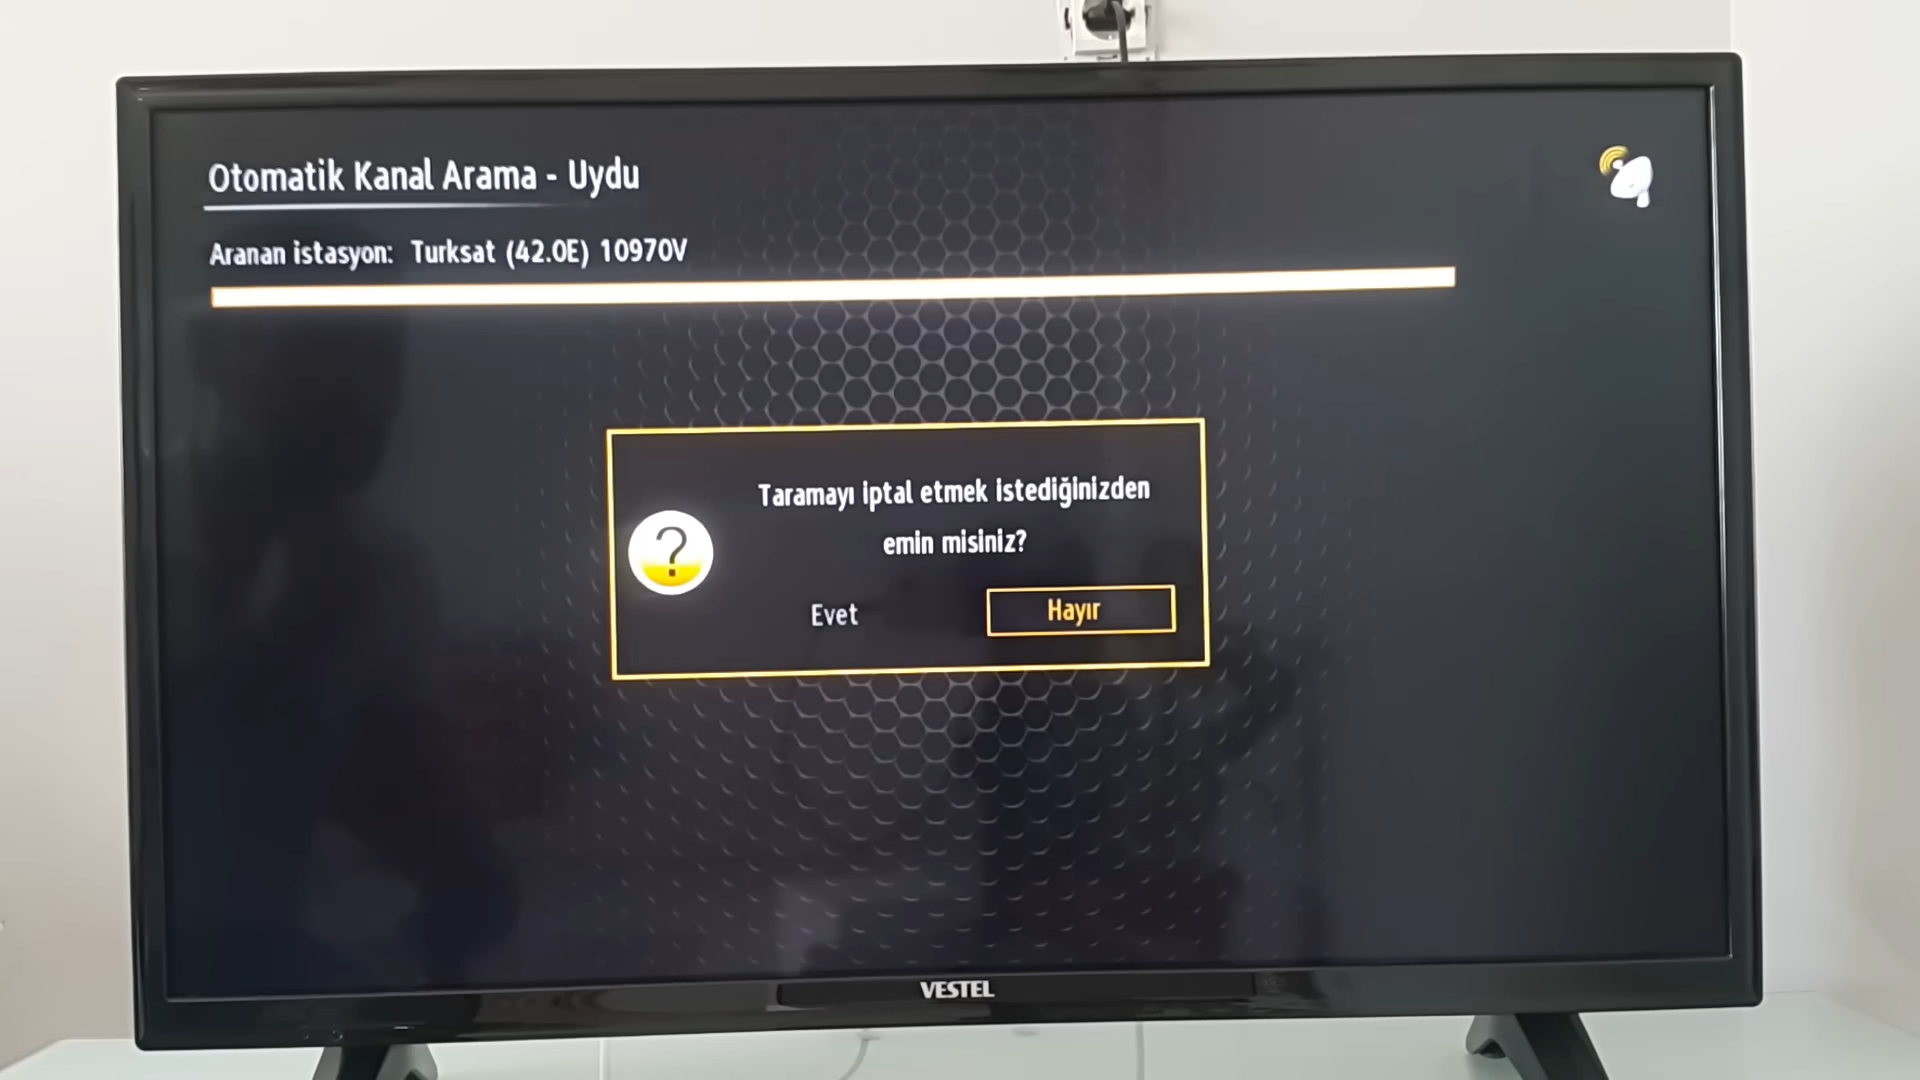 Otomatik Kanal Arama - Uydu
Aranan istasyon: Turksat (42.0E) 10970V
Taramayı iptal etmek istediğinizden
emin misiniz?
?
Evet Hayır
VESTEL